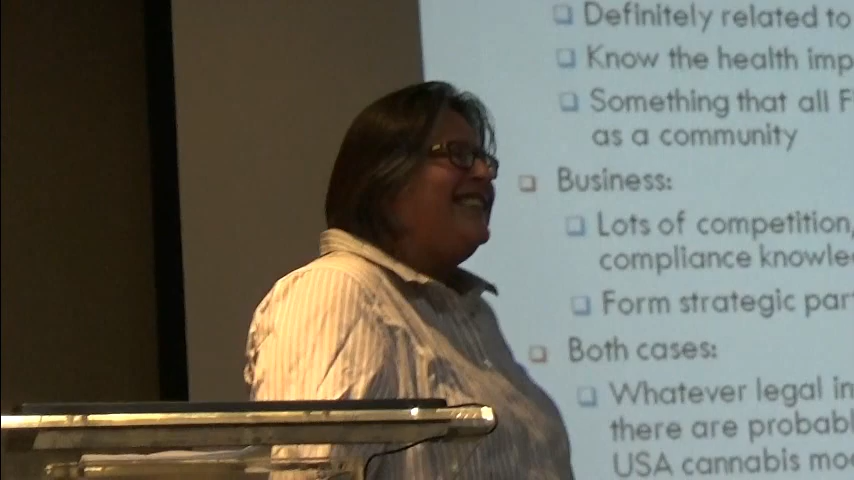 Definitely related to
Know the health imp
Something that all F
as a community
Business:
Lots of competition,
compliance knowle
Form strategic par
Both cases:
Whatever legal in
there are probabl
USA cannabis mo